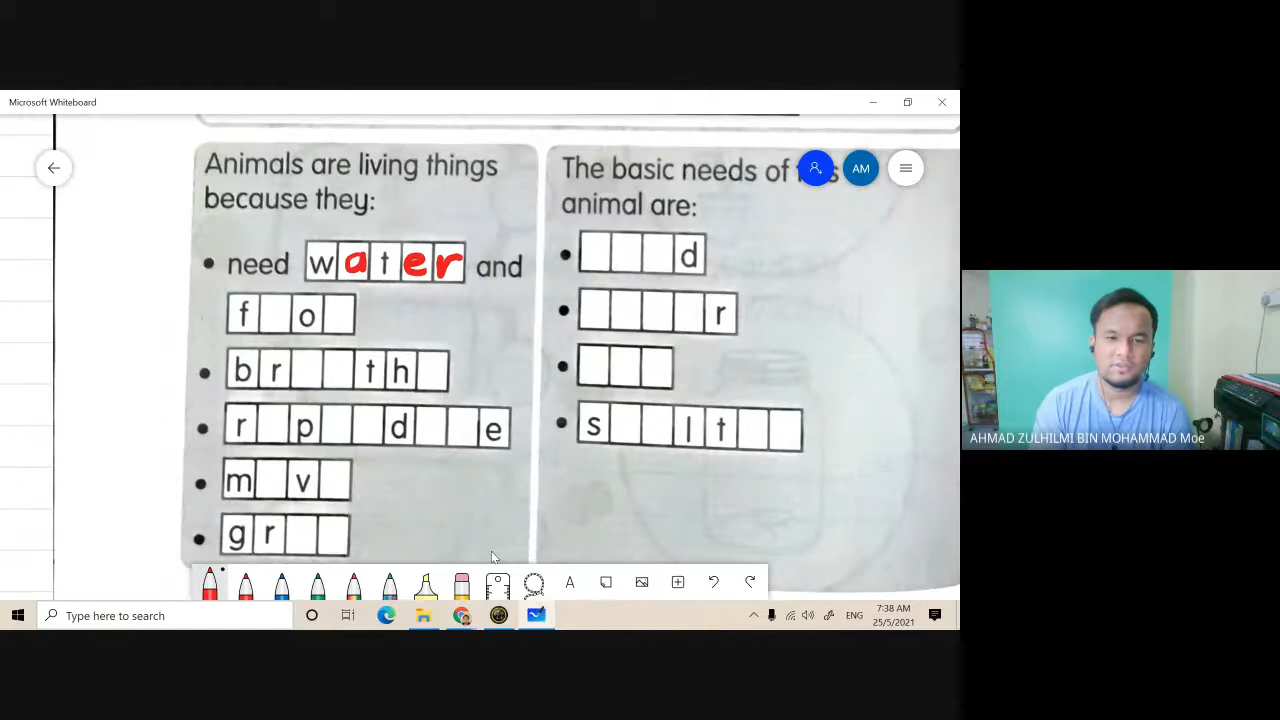 Microsoft Whiteboard
Animals are living things
because they:
• need water and
f o
• br th
• r p d e
• m v
• gr
The basic needs of
animal are:
• d
• r
•
• s lt
AM
A
AHMAD ZULHILMI BIN MOHAMMAD Moe
Type here to search
ENG
7:38 AM
25/5/2021